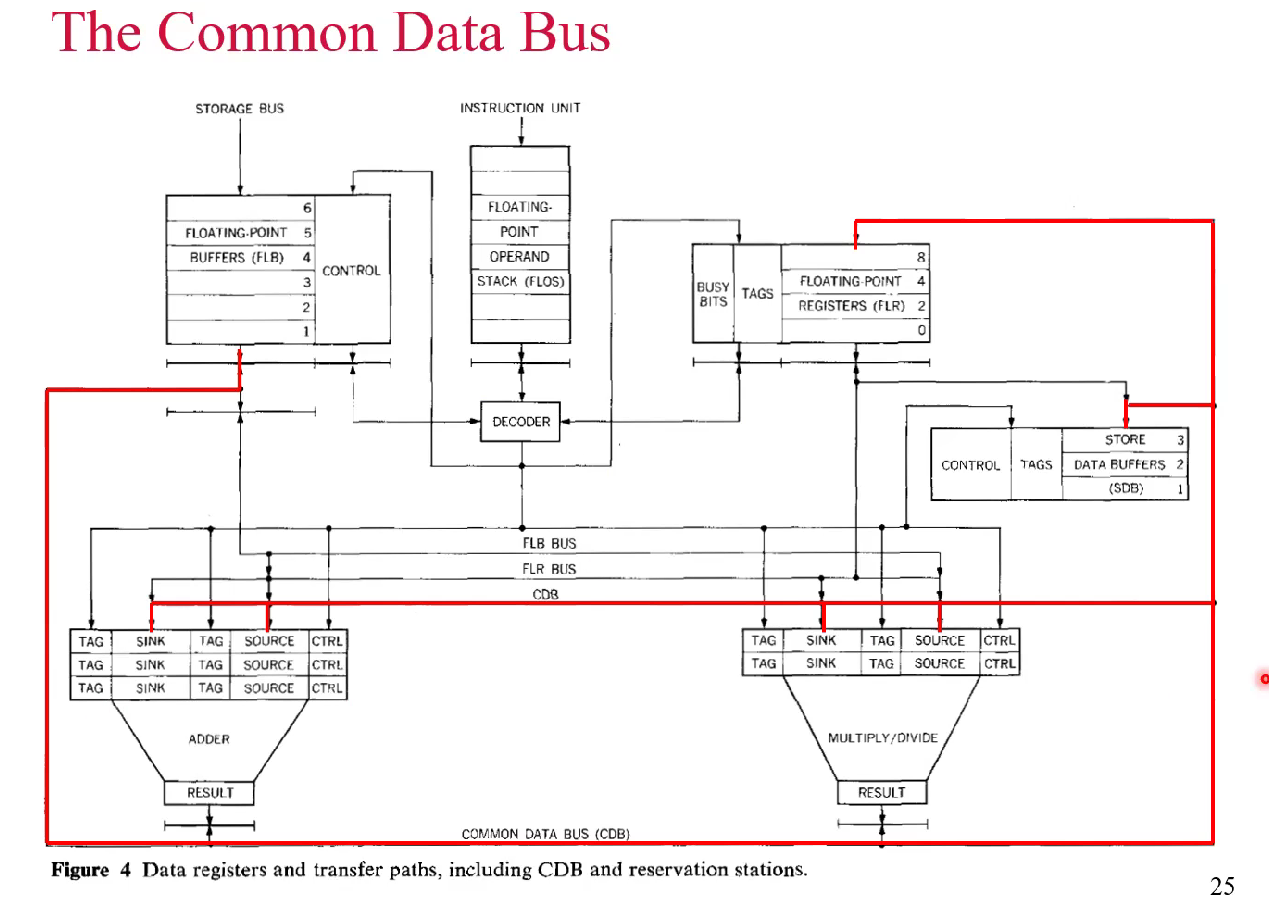 The Common Data Bus
STORAGE BUS
INSTRUCTION UNIT
6
FLOATING-POINT 5
BUFFERS (FLB) 4
3
2
1
CONTROL
FLOATING-
POINT
OPERAND
STACK (FLOS)
BUSY
BITS
TAGS
8
FLOATING-POINT 4
REGISTERS (FLR) 2
0
DECODER
CONTROL
TAGS
STORE 3
DATA BUFFERS 2
(SDB) 1
FLB BUS
FLR BUS
CDB
TAG SINK TAG SOURCE CTRL
TAG SINK TAG SOURCE CTRL
TAG SINK TAG SOURCE CTRL
ADDER
RESULT
TAG SINK TAG SOURCE CTRL
TAG SINK TAG SOURCE CTRL
MULTIPLY/DIVIDE
RESULT
COMMON DATA BUS (CDB)
Figure 4 Data registers and transfer paths, including CDB and reservation stations.
25